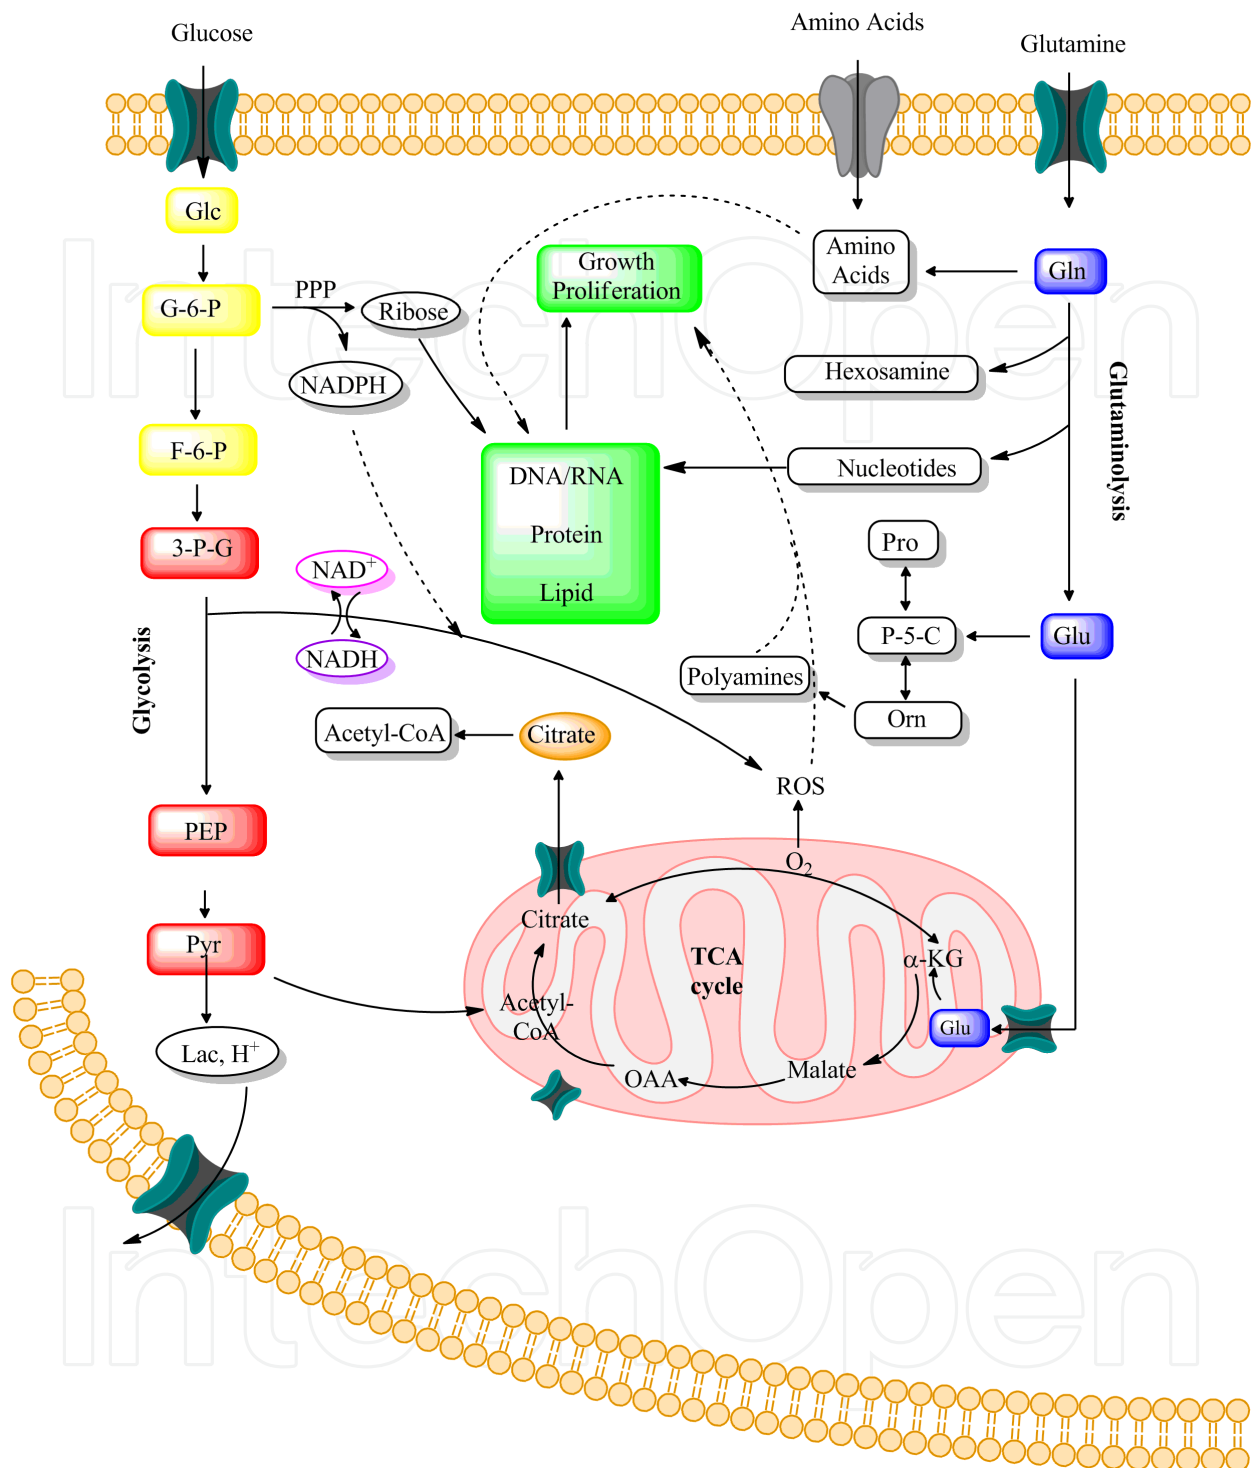 Glucose
Amino Acids
Glutamine
Glc
Amino
Acids
Gln
Growth
Proliferation
G-6-P
PPP
Ribose
NADPH
Hexosamine
Glutaminolysis
F-6-P
DNA/RNA
Nucleotides
Protein
Lipid
3-P-G
NAD+
NADH
Pro
P-5-C
Glu
Glycolysis
Polyamines
Orn
Acetyl-CoA
Citrate
ROS
PEP
O2
Citrate
Pyr
TCA
cycle
α-KG
Acetyl-
CoA
Glu
Lac, H+
OAA
Malate
IntechOpen
IntechOpen